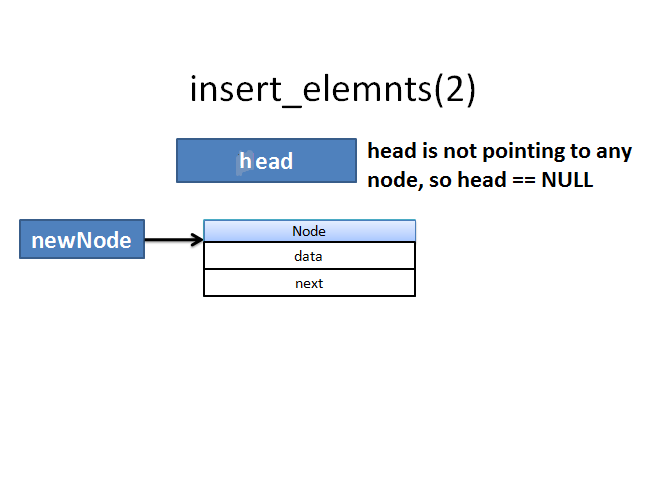 insert_elemnts(2)
head
head is not pointing to any
node, so head == NULL
newNode
Node
data
next